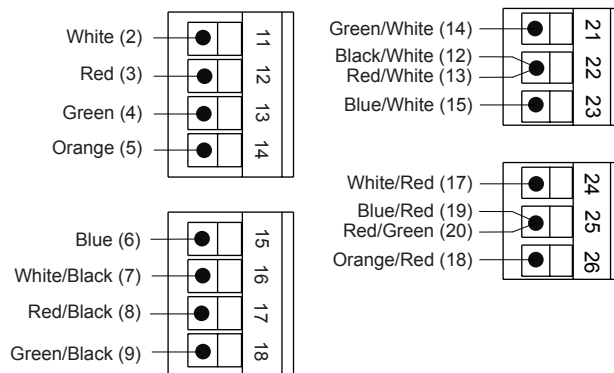 White (2) 11
Red (3) 12
Green (4) 13
Orange (5) 14
Blue (6) 15
White/Black (7) 16
Red/Black (8) 17
Green/Black (9) 18
Green/White (14) 21
Black/White (12)
Red/White (13) 22
Blue/White (15) 23
White/Red (17) 24
Blue/Red (19)
Red/Green (20) 25
Orange/Red (18) 26